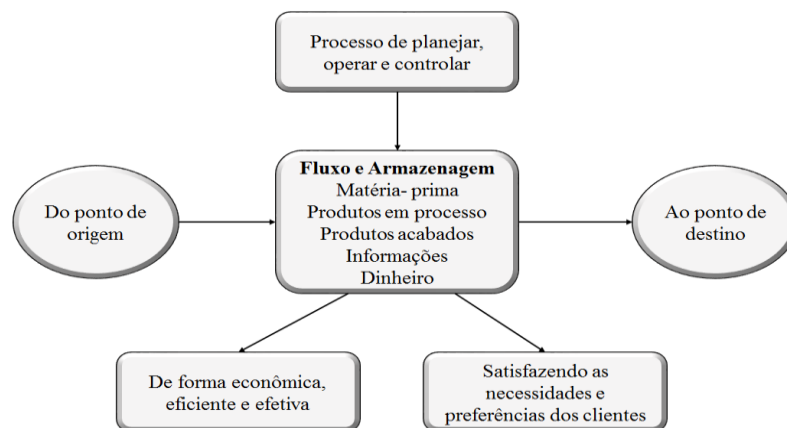 Processo de planejar,
operar e controlar
Fluxo e Armazenagem
Matéria- prima
Produtos em processo
Produtos acabados
Informações
Dinheiro
Do ponto de
origem
Ao ponto de
destino
De forma econômica,
eficiente e efetiva
Satisfazendo as
necessidades e
preferências dos clientes